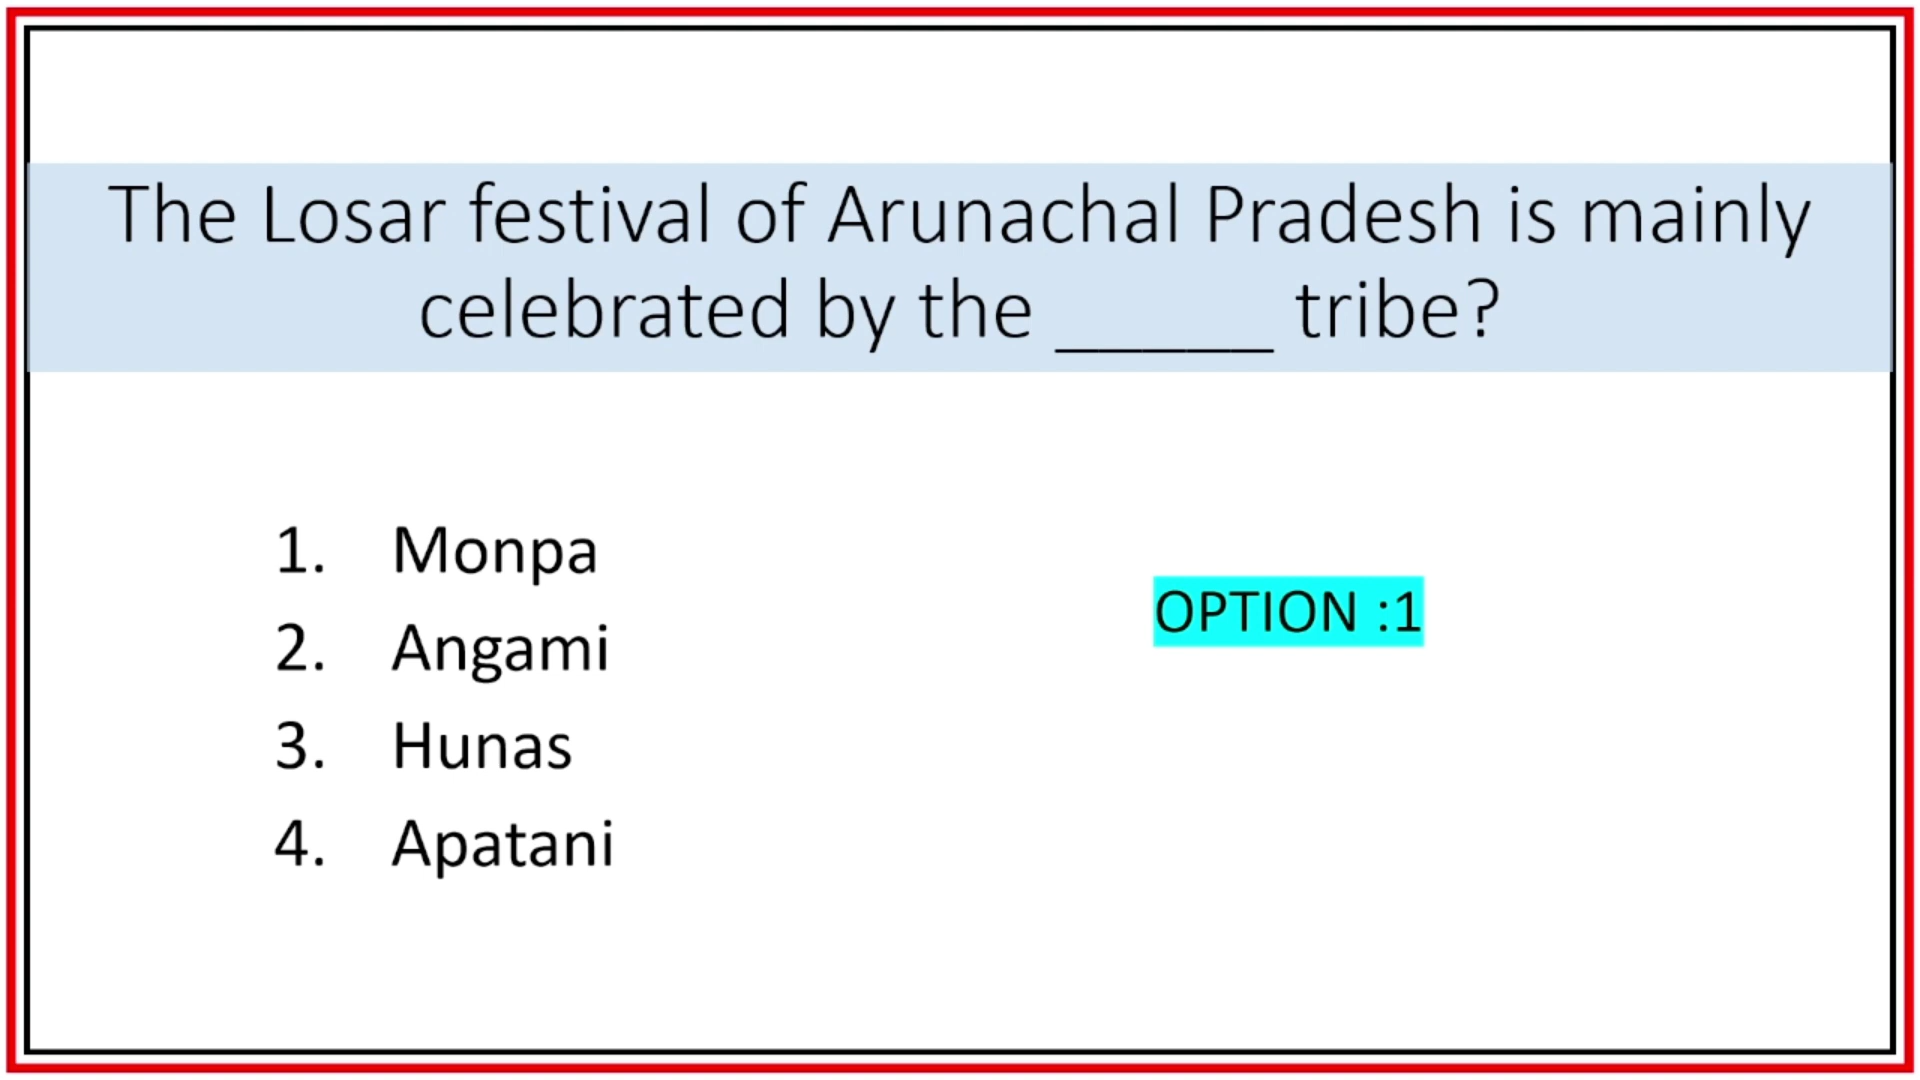 The Losar festival of Arunachal Pradesh is mainly
celebrated by the _____ tribe?
1. Monpa
2. Angami
3. Hunas
4. Apatani
OPTION :1